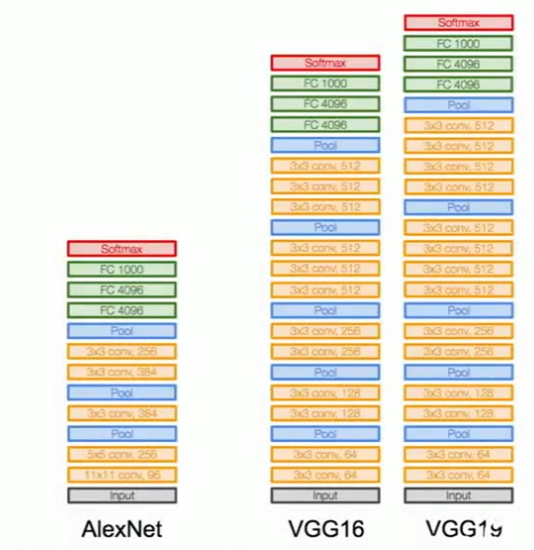 Softmax
FC 1000
FC 4096
FC 4096
Pool
3x3 conv, 256
3x3 conv, 384
Pool
3x3 conv, 384
Pool
5x5 conv, 256
11x11 conv, 96
Input
AlexNet
Softmax
FC 1000
FC 4096
FC 4096
Pool
3x3 conv, 512
3x3 conv, 512
3x3 conv, 512
Pool
3x3 conv, 512
3x3 conv, 512
3x3 conv, 512
Pool
3x3 conv, 256
3x3 conv, 256
Pool
3x3 conv, 128
3x3 conv, 128
Pool
3x3 conv, 64
3x3 conv, 64
Input
VGG16
Softmax
FC 1000
FC 4096
FC 4096
Pool
3x3 conv, 512
3x3 conv, 512
3x3 conv, 512
3x3 conv, 512
Pool
3x3 conv, 512
3x3 conv, 512
3x3 conv, 512
3x3 conv, 512
Pool
3x3 conv, 256
3x3 conv, 256
Pool
3x3 conv, 128
3x3 conv, 128
Pool
3x3 conv, 64
3x3 conv, 64
Input
VGG19